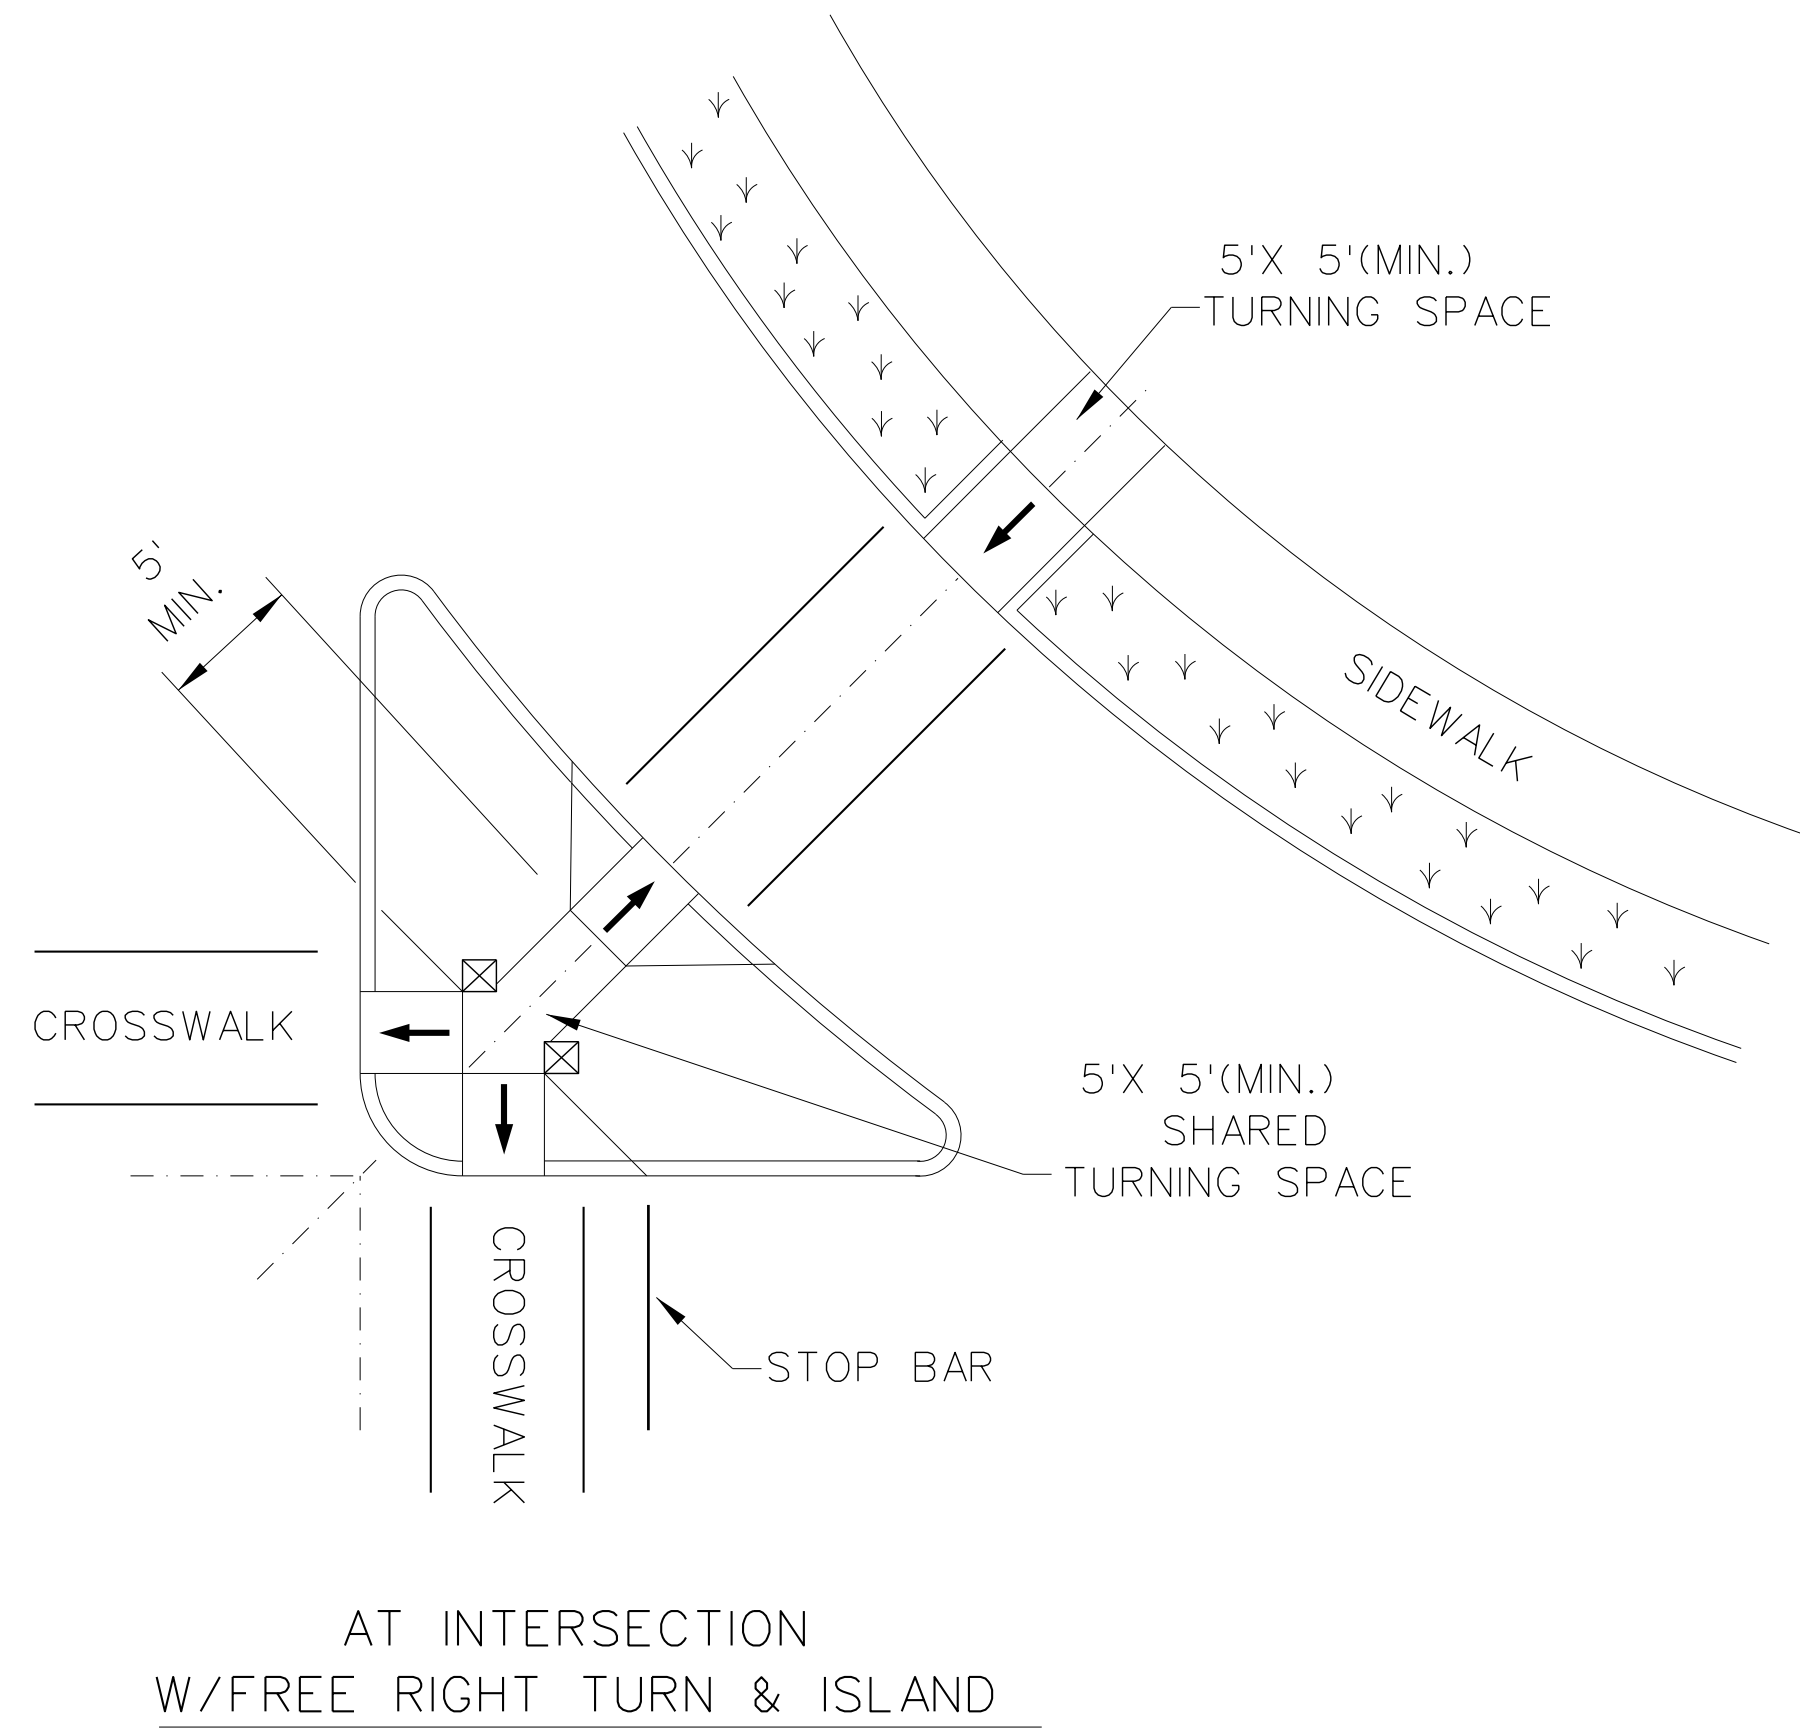 5'X 5'(MIN.)
TURNING SPACE
5'
MIN.
SIDEWALK
CROSSWALK
5'X 5'(MIN.)
SHARED
TURNING SPACE
CROSSWALK
STOP BAR
AT INTERSECTION
W/FREE RIGHT TURN & ISLAND